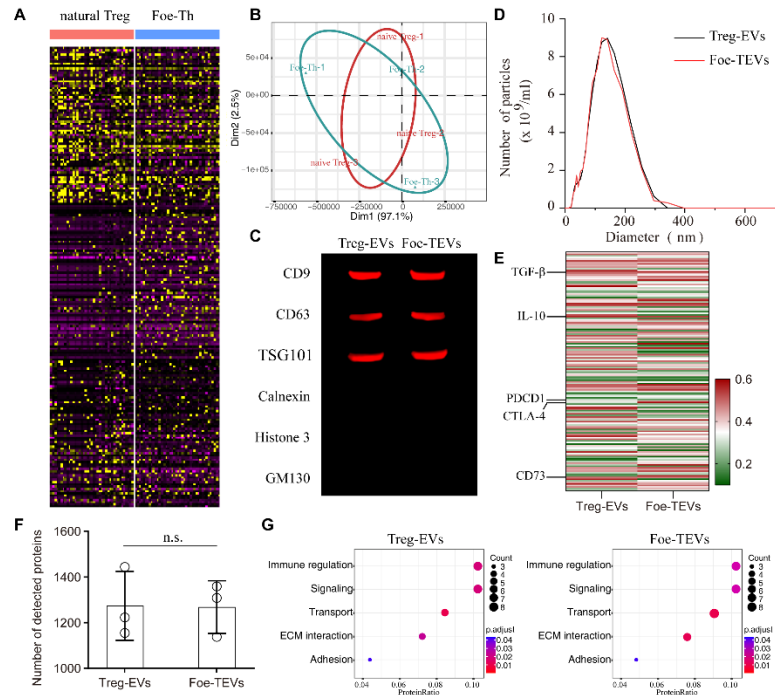 A
natural Treg
Foe-Th
B
naive Treg-1
Foe-Th-1
Foe-Th-2
naive Treg-2
naive Treg-3
Foe-Th-3
5e+04
0e+00
-5e+04
-1e+05
Dim2 (2.5%)
-750000
-500000
-250000
0
250000
Dim1 (97.1%)
C
Treg-EVs
Foe-TEVs
CD9
CD63
TSG101
Calnexin
Histone 3
GM130
D
Number of particles
(x 10^9/ml)
12
9
6
3
0
0
200
400
600
Diameter ( nm )
Treg-EVs
Foe-TEVs
E
TGF-β
IL-10
PDCD1
CTLA-4
CD73
0.6
0.4
0.2
Treg-EVs
Foe-TEVs
F
Number of detected proteins
1600
1400
1200
1000
n.s.
Treg-EVs
Foe-TEVs
G
Treg-EVs
Immune regulation
Signaling
Transport
ECM interaction
Adhesion
0.04
0.06
0.08
0.10
ProteinRatio
Count
3
4
5
6
7
8
p.adjust
0.04
0.03
0.02
0.01
Foe-TEVs
Immune regulation
Signaling
Transport
ECM interaction
Adhesion
0.04
0.06
0.08
0.10
ProteinRatio
Count
3
4
5
6
7
8
p.adjust
0.04
0.03
0.02
0.01